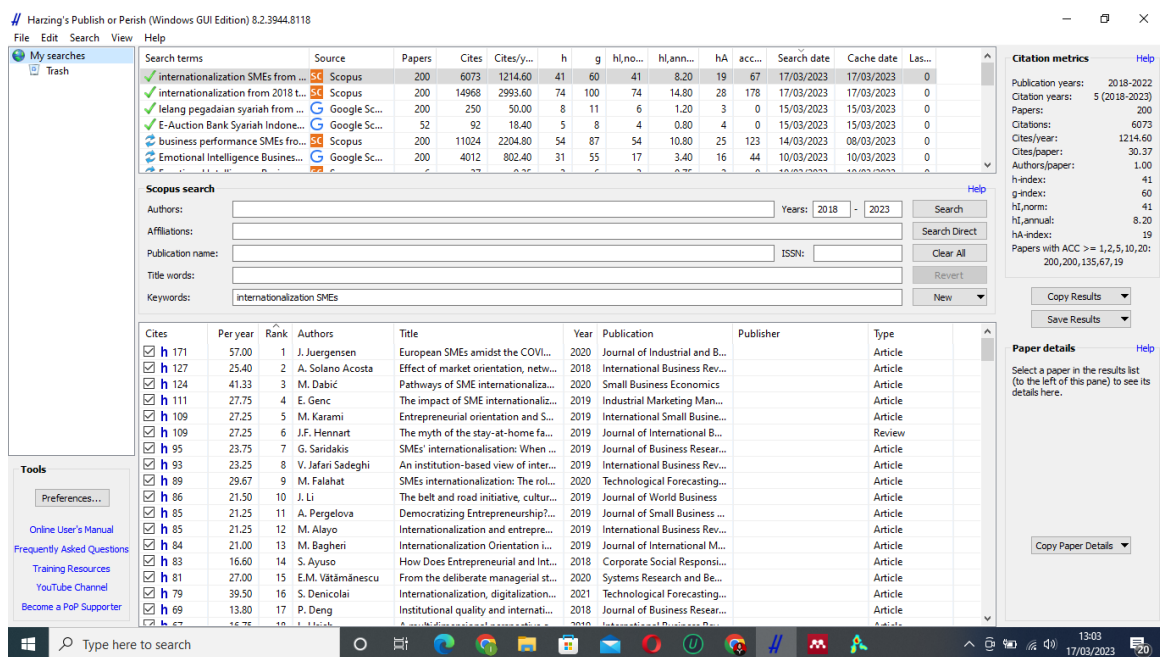 Harzing's Publish or Perish (Windows GUI Edition) 8.2.3944.8118
File Edit Search View Help
My searches
Trash
Search terms Source Papers Cites Cites/y... h g hI,no... hI,ann... hA acc... Search date Cache date Las...
internationalization SMEs from ... SC Scopus 200 6073 1214.60 41 60 41 8.20 19 67 17/03/2023 17/03/2023 0
internationalization from 2018 t... SC Scopus 200 14968 2993.60 74 100 74 14.80 28 178 17/03/2023 17/03/2023 0
lelang pegadaian syariah from ... G Google Sc... 200 250 50.00 8 11 6 1.20 3 0 15/03/2023 15/03/2023 0
E-Auction Bank Syariah Indone... G Google Sc... 52 92 18.40 5 8 4 0.80 4 0 15/03/2023 15/03/2023 0
business performance SMEs fro... SC Scopus 200 11024 2204.80 54 87 54 10.80 25 123 14/03/2023 08/03/2023 0
Emotional Intelligence Busines... G Google Sc... 200 4012 802.40 31 55 17 3.40 16 44 10/03/2023 10/03/2023 0
Scopus search Help
Authors: Years: 2018 - 2023 Search
Affiliations: Search Direct
Publication name: ISSN: Clear All
Title words: Revert
Keywords: internationalization SMEs New
Cites Per year Rank Authors Title Year Publication Publisher Type
h 171 57.00 1 J. Juergensen European SMEs amidst the COVI... 2020 Journal of Industrial and B... Article
h 127 25.40 2 A. Solano Acosta Effect of market orientation, netw... 2018 International Business Rev... Article
h 124 41.33 3 M. Dabić Pathways of SME internationaliza... 2020 Small Business Economics Article
h 111 27.75 4 E. Genc The impact of SME internationaliz... 2019 Industrial Marketing Man... Article
h 109 27.25 5 M. Karami Entrepreneurial orientation and S... 2019 International Small Busine... Article
h 109 27.25 6 J.F. Hennart The myth of the stay-at-home fa... 2019 Journal of International B... Review
h 95 23.75 7 G. Saridakis SMEs' internationalisation: When ... 2019 Journal of Business Resear... Article
h 93 23.25 8 V. Jafari Sadeghi An institution-based view of inter... 2019 International Business Rev... Article
h 89 29.67 9 M. Falahat SMEs internationalization: The rol... 2020 Technological Forecasting... Article
h 86 21.50 10 J. Li The belt and road initiative, cultur... 2019 Journal of World Business Article
h 85 21.25 11 A. Pergelova Democratizing Entrepreneurship?... 2019 Journal of Small Business ... Article
h 85 21.25 12 M. Alayo Internationalization and entrepre... 2019 International Business Rev... Article
h 84 21.00 13 M. Bagheri Internationalization Orientation i... 2019 Journal of International M... Article
h 83 16.60 14 S. Ayuso How Does Entrepreneurial and Int... 2018 Corporate Social Responsi... Article
h 81 27.00 15 E.M. Vătămănescu From the deliberate managerial st... 2020 Systems Research and Be... Article
h 79 39.50 16 S. Denicolai Internationalization, digitalization... 2021 Technological Forecasting... Article
h 69 13.80 17 P. Deng Institutional quality and internati... 2018 Journal of Business Resear... Article
Citation metrics Help
Publication years: 2018-2022
Citation years: 5 (2018-2023)
Papers: 200
Citations: 6073
Cites/year: 1214.60
Cites/paper: 30.37
Authors/paper: 1.00
h-index: 41
g-index: 60
hI,norm: 41
hI,annual: 8.20
hA-index: 19
Papers with ACC >= 1,2,5,10,20:
200,200,135,67,19
Copy Results
Save Results
Paper details Help
Select a paper in the results list
(to the left of this pane) to see its
details here.
Copy Paper Details
Tools
Preferences...
Online User's Manual
Frequently Asked Questions
Training Resources
YouTube Channel
Become a PoP Supporter
Type here to search
13:03
17/03/2023
20